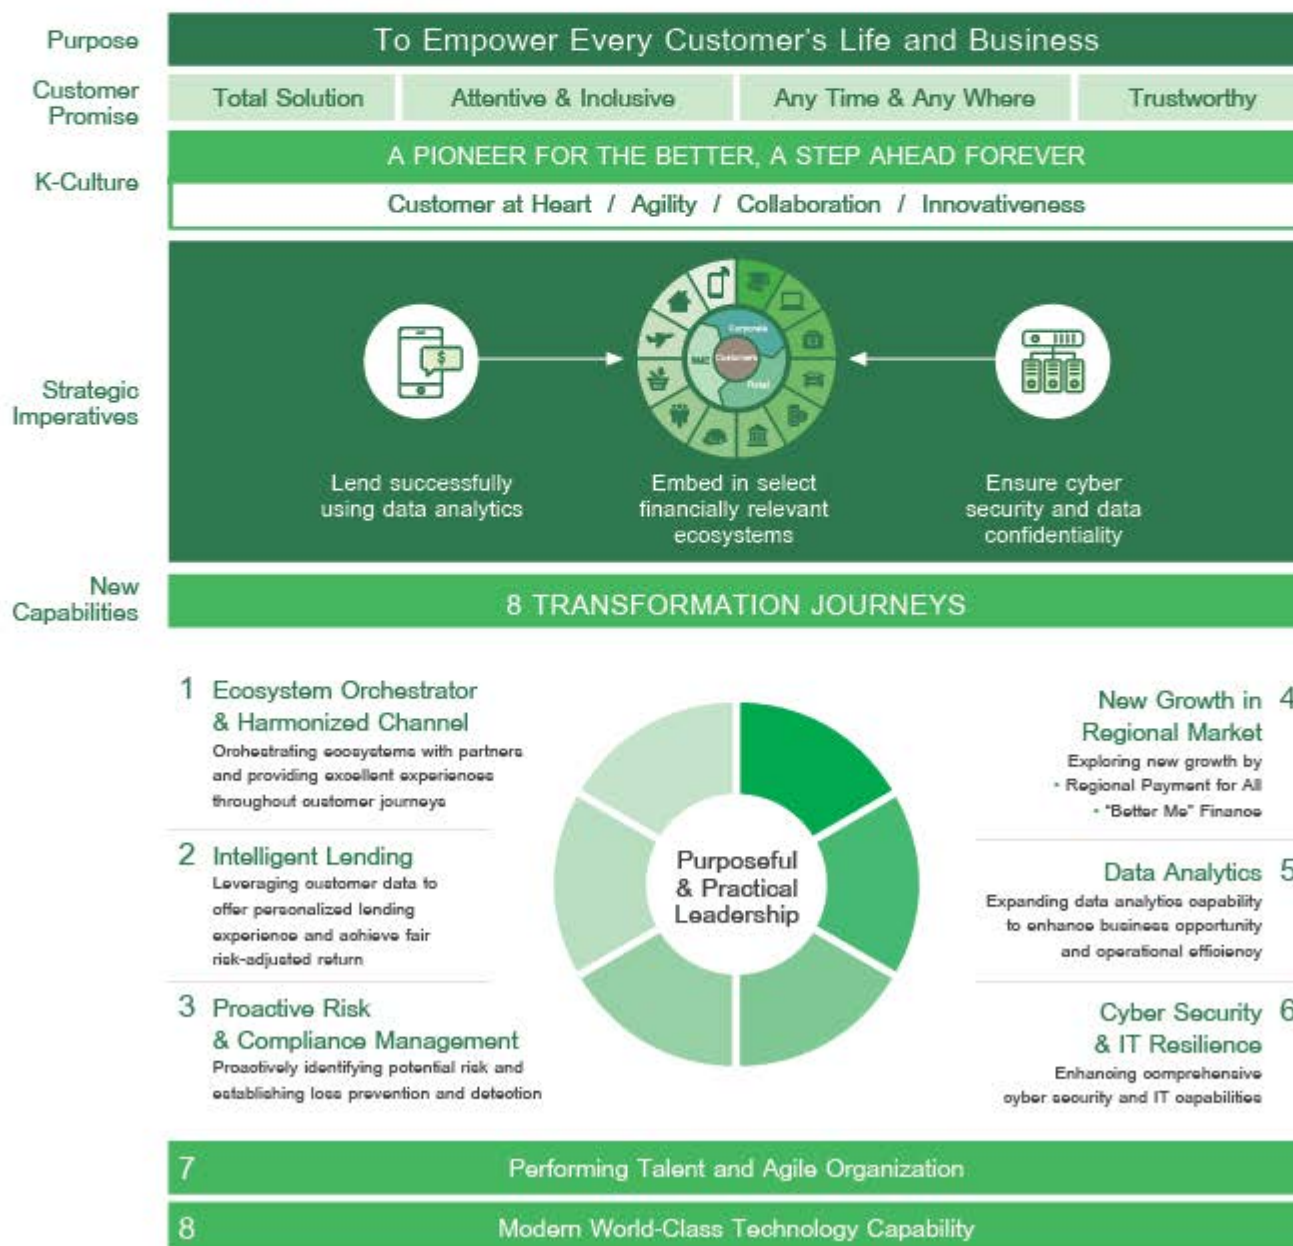 Purpose
To Empower Every Customer's Life and Business
Customer
Promise
Total Solution
Attentive & Inclusive
Any Time & Any Where
Trustworthy
K-Culture
A PIONEER FOR THE BETTER, A STEP AHEAD FOREVER
Customer at Heart / Agility / Collaboration / Innovativeness
Strategic
Imperatives
$
Corporate
Customers
Retail
Lend successfully
using data analytics
Embed in select
financially relevant
ecosystems
Ensure cyber
security and data
confidentiality
New
Capabilities
8 TRANSFORMATION JOURNEYS
1 Ecosystem Orchestrator
& Harmonized Channel
Orchestrating ecosystems with partners
and providing excellent experiences
throughout customer journeys
2 Intelligent Lending
Leveraging customer data to
offer personalized lending
experience and achieve fair
risk-adjusted return
3 Proactive Risk
& Compliance Management
Proactively identifying potential risk and
establishing loss prevention and detection
Purposeful
& Practical
Leadership
New Growth in 4
Regional Market
Exploring new growth by
• Regional Payment for All
• "Better Me" Finance
Data Analytics 5
Expanding data analytics capability
to enhance business opportunity
and operational efficiency
Cyber Security 6
& IT Resilience
Enhancing comprehensive
cyber security and IT capabilities
7 Performing Talent and Agile Organization
8 Modern World-Class Technology Capability